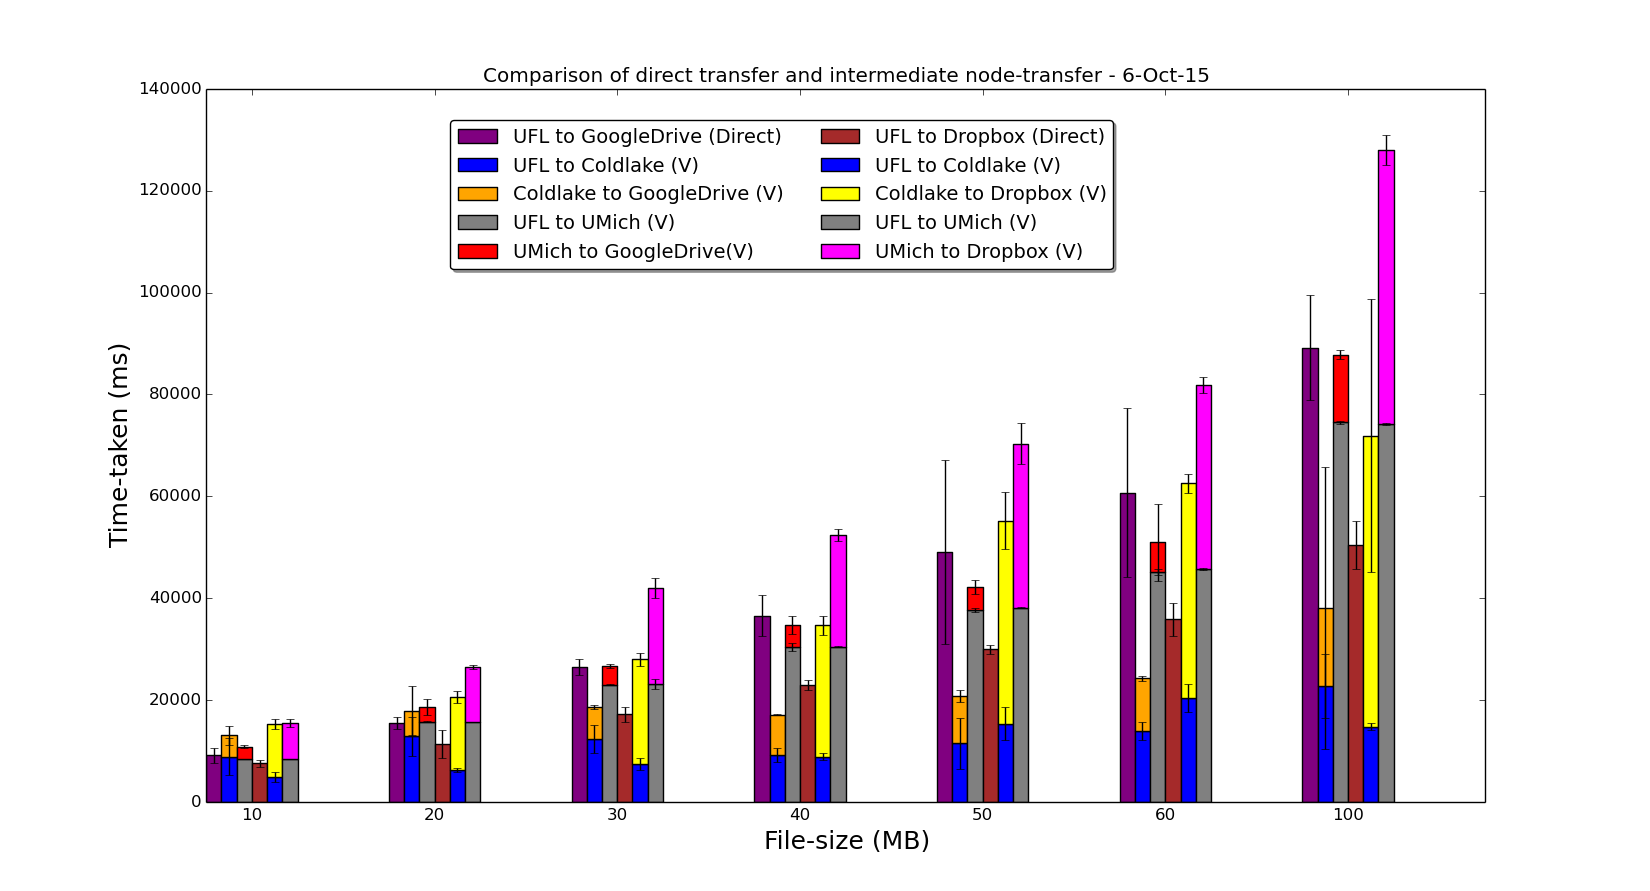 Comparison of direct transfer and intermediate node-transfer - 6-Oct-15
140000
120000
100000
80000
60000
40000
20000
0
Time-taken (ms)
UFL to GoogleDrive (Direct)
UFL to Coldlake (V)
Coldlake to GoogleDrive (V)
UFL to UMich (V)
UMich to GoogleDrive(V)
UFL to Dropbox (Direct)
UFL to Coldlake (V)
Coldlake to Dropbox (V)
UFL to UMich (V)
UMich to Dropbox (V)
10 20 30 40 50 60 100
File-size (MB)